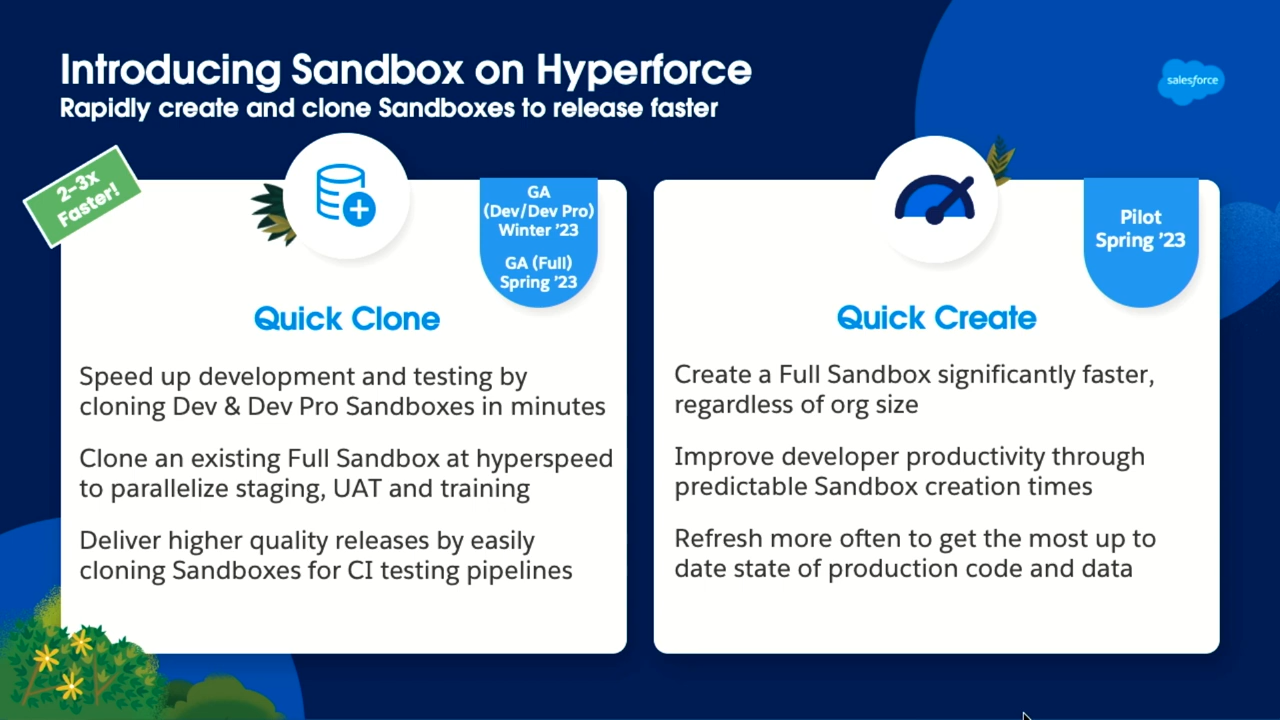 Introducing Sandbox on Hyperforce
Rapidly create and clone Sandboxes to release faster
salesforce
2-3x
Faster!
GA
(Dev/Dev Pro)
Winter ’23
GA (Full)
Spring ’23
Quick Clone
Speed up development and testing by
cloning Dev & Dev Pro Sandboxes in minutes
Clone an existing Full Sandbox at hyperspeed
to parallelize staging, UAT and training
Deliver higher quality releases by easily
cloning Sandboxes for CI testing pipelines
Pilot
Spring ’23
Quick Create
Create a Full Sandbox significantly faster,
regardless of org size
Improve developer productivity through
predictable Sandbox creation times
Refresh more often to get the most up to
date state of production code and data